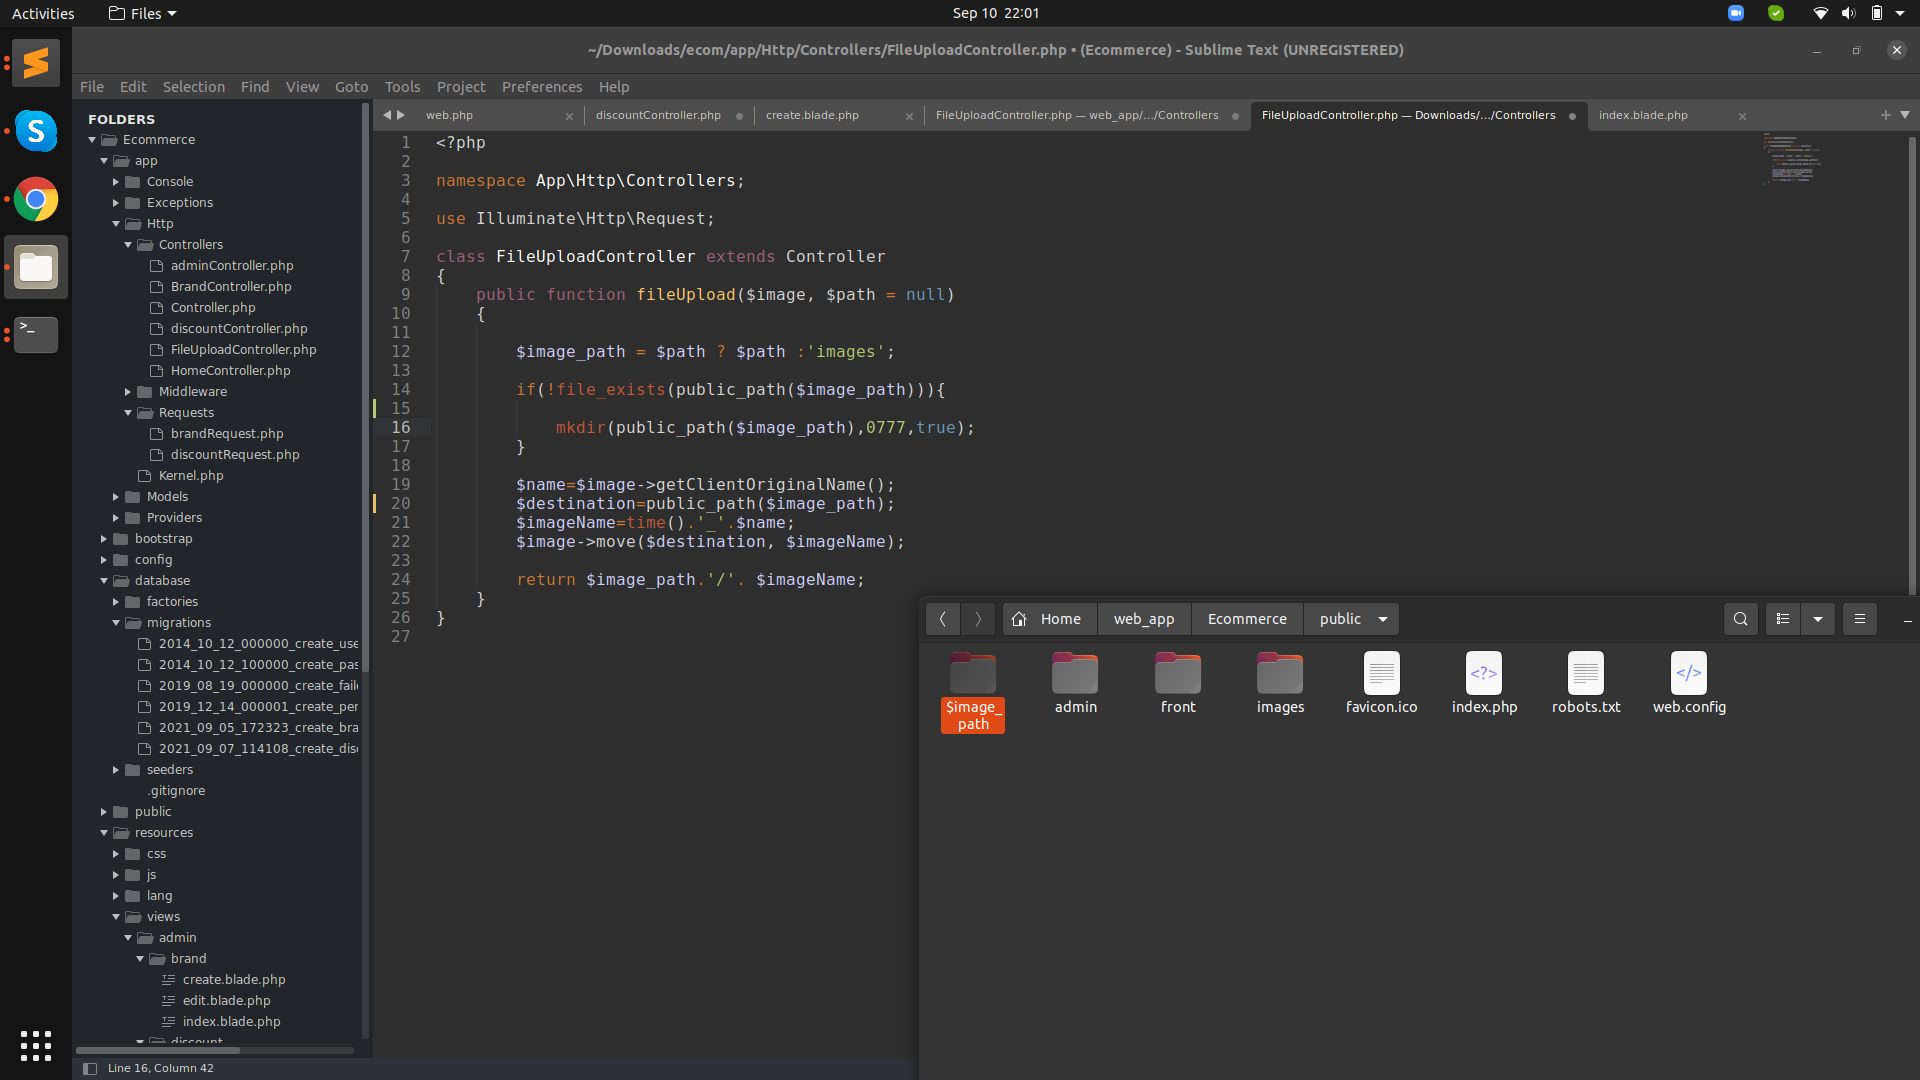 Activities
Files
Sep 10 22:01
~/Downloads/ecom/app/Http/Controllers/FileUploadController.php • (Ecommerce) - Sublime Text (UNREGISTERED)
File Edit Selection Find View Goto Tools Project Preferences Help
FOLDERS
Ecommerce
app
Console
Exceptions
Http
Controllers
adminController.php
BrandController.php
Controller.php
discountController.php
FileUploadController.php
HomeController.php
Middleware
Requests
brandRequest.php
discountRequest.php
Kernel.php
Models
Providers
bootstrap
config
database
factories
migrations
2014_10_12_000000_create_use
2014_10_12_100000_create_pas
2019_08_19_000000_create_faile
2019_12_14_000001_create_per
2021_09_05_172323_create_bra
2021_09_07_114108_create_disc
seeders
.gitignore
public
resources
css
js
lang
views
admin
brand
create.blade.php
edit.blade.php
index.blade.php
discount
web.php
discountController.php
create.blade.php
FileUploadController.php — web_app/.../Controllers
FileUploadController.php — Downloads/.../Controllers
index.blade.php
1 <?php
2
3 namespace App\Http\Controllers;
4
5 use Illuminate\Http\Request;
6
7 class FileUploadController extends Controller
8 {
9 public function fileUpload($image, $path = null)
10 {
11
12 $image_path = $path ? $path :'images';
13
14 if(!file_exists(public_path($image_path))){
15
16 mkdir(public_path($image_path),0777,true);
17 }
18
19 $name=$image->getClientOriginalName();
20 $destination=public_path($image_path);
21 $imageName=time().'_'.$name;
22 $image->move($destination, $imageName);
23
24 return $image_path.'/'. $imageName;
25 }
26 }
27
Home web_app Ecommerce public
$image_
path
admin
front
images
favicon.ico
index.php
robots.txt
web.config
Line 16, Column 42